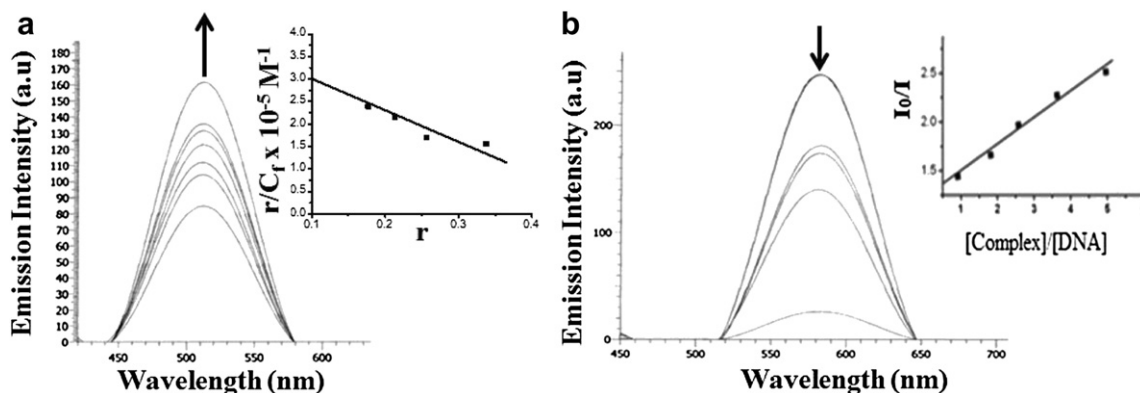 a
Emission Intensity (a.u)
180
170
160
150
140
130
120
110
100
90
80
70
60
50
40
30
20
10
0
450 500 550 600
Wavelength (nm)
r/Cf x 10-5 M-1
4.0
3.5
3.0
2.5
2.0
1.5
1.0
0.5
0.0
0.1 0.2 0.3 0.4
r
b
Emission Intensity (a.u)
200
100
0
450 500 550 600 650 700
Wavelength (nm)
I0/I
2.5
2.0
1.5
1 2 3 4 5
[Complex]/[DNA]